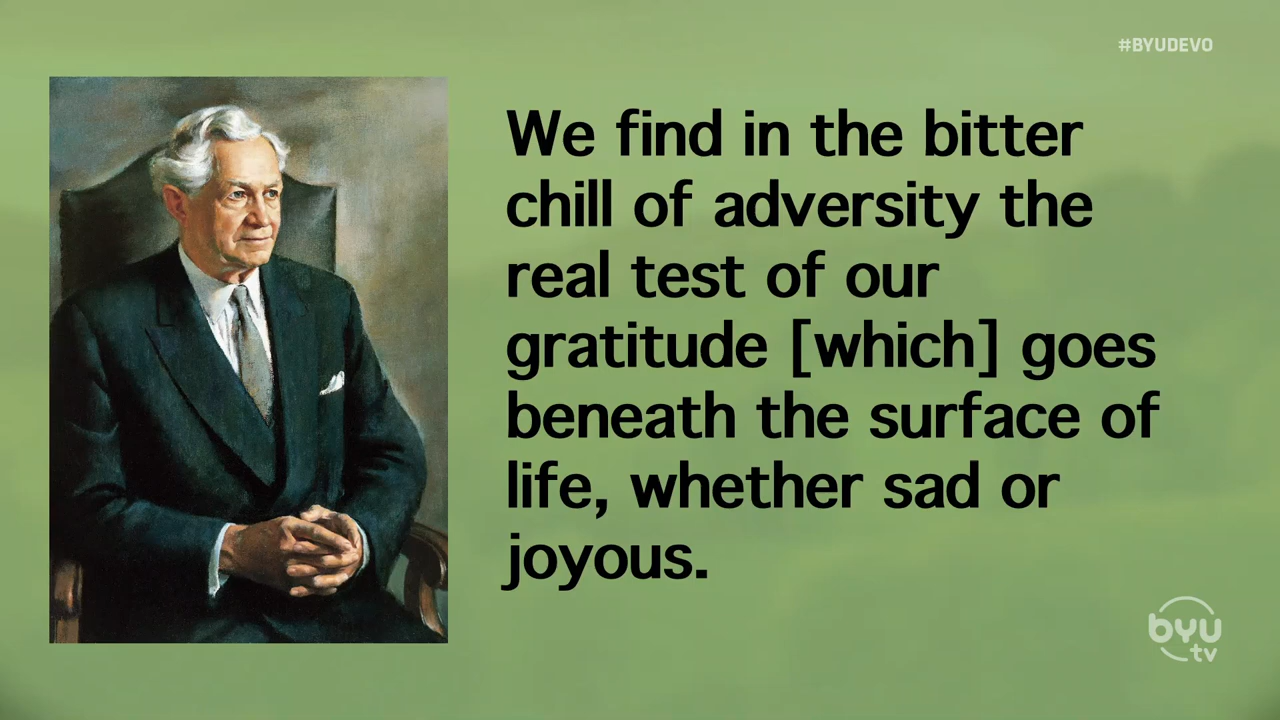 #BYUDEVO
We find in the bitter
chill of adversity the
real test of our
gratitude [which] goes
beneath the surface of
life, whether sad or
joyous.
byu
tv